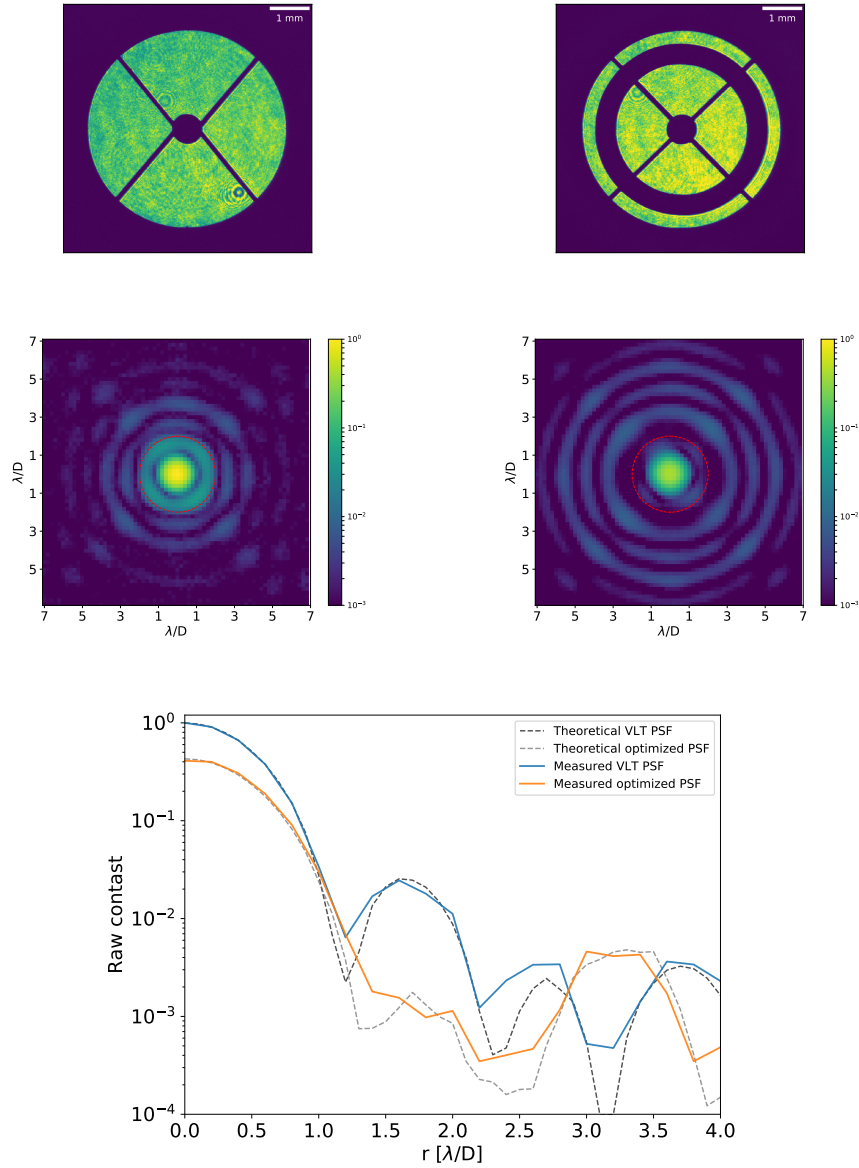 1 mm
1 mm
7
5
3
1
1
3
5
λ/D
7 5 3 1 1 3 5 7
λ/D
10⁰
10⁻¹
10⁻²
10⁻³
7
5
3
1
1
3
5
λ/D
7 5 3 1 1 3 5 7
λ/D
10⁰
10⁻¹
10⁻²
10⁻³
Theoretical VLT PSF
Theoretical optimized PSF
Measured VLT PSF
Measured optimized PSF
10⁰
10⁻¹
10⁻²
10⁻³
10⁻⁴
Raw contast
0.0 0.5 1.0 1.5 2.0 2.5 3.0 3.5 4.0
r [λ/D]